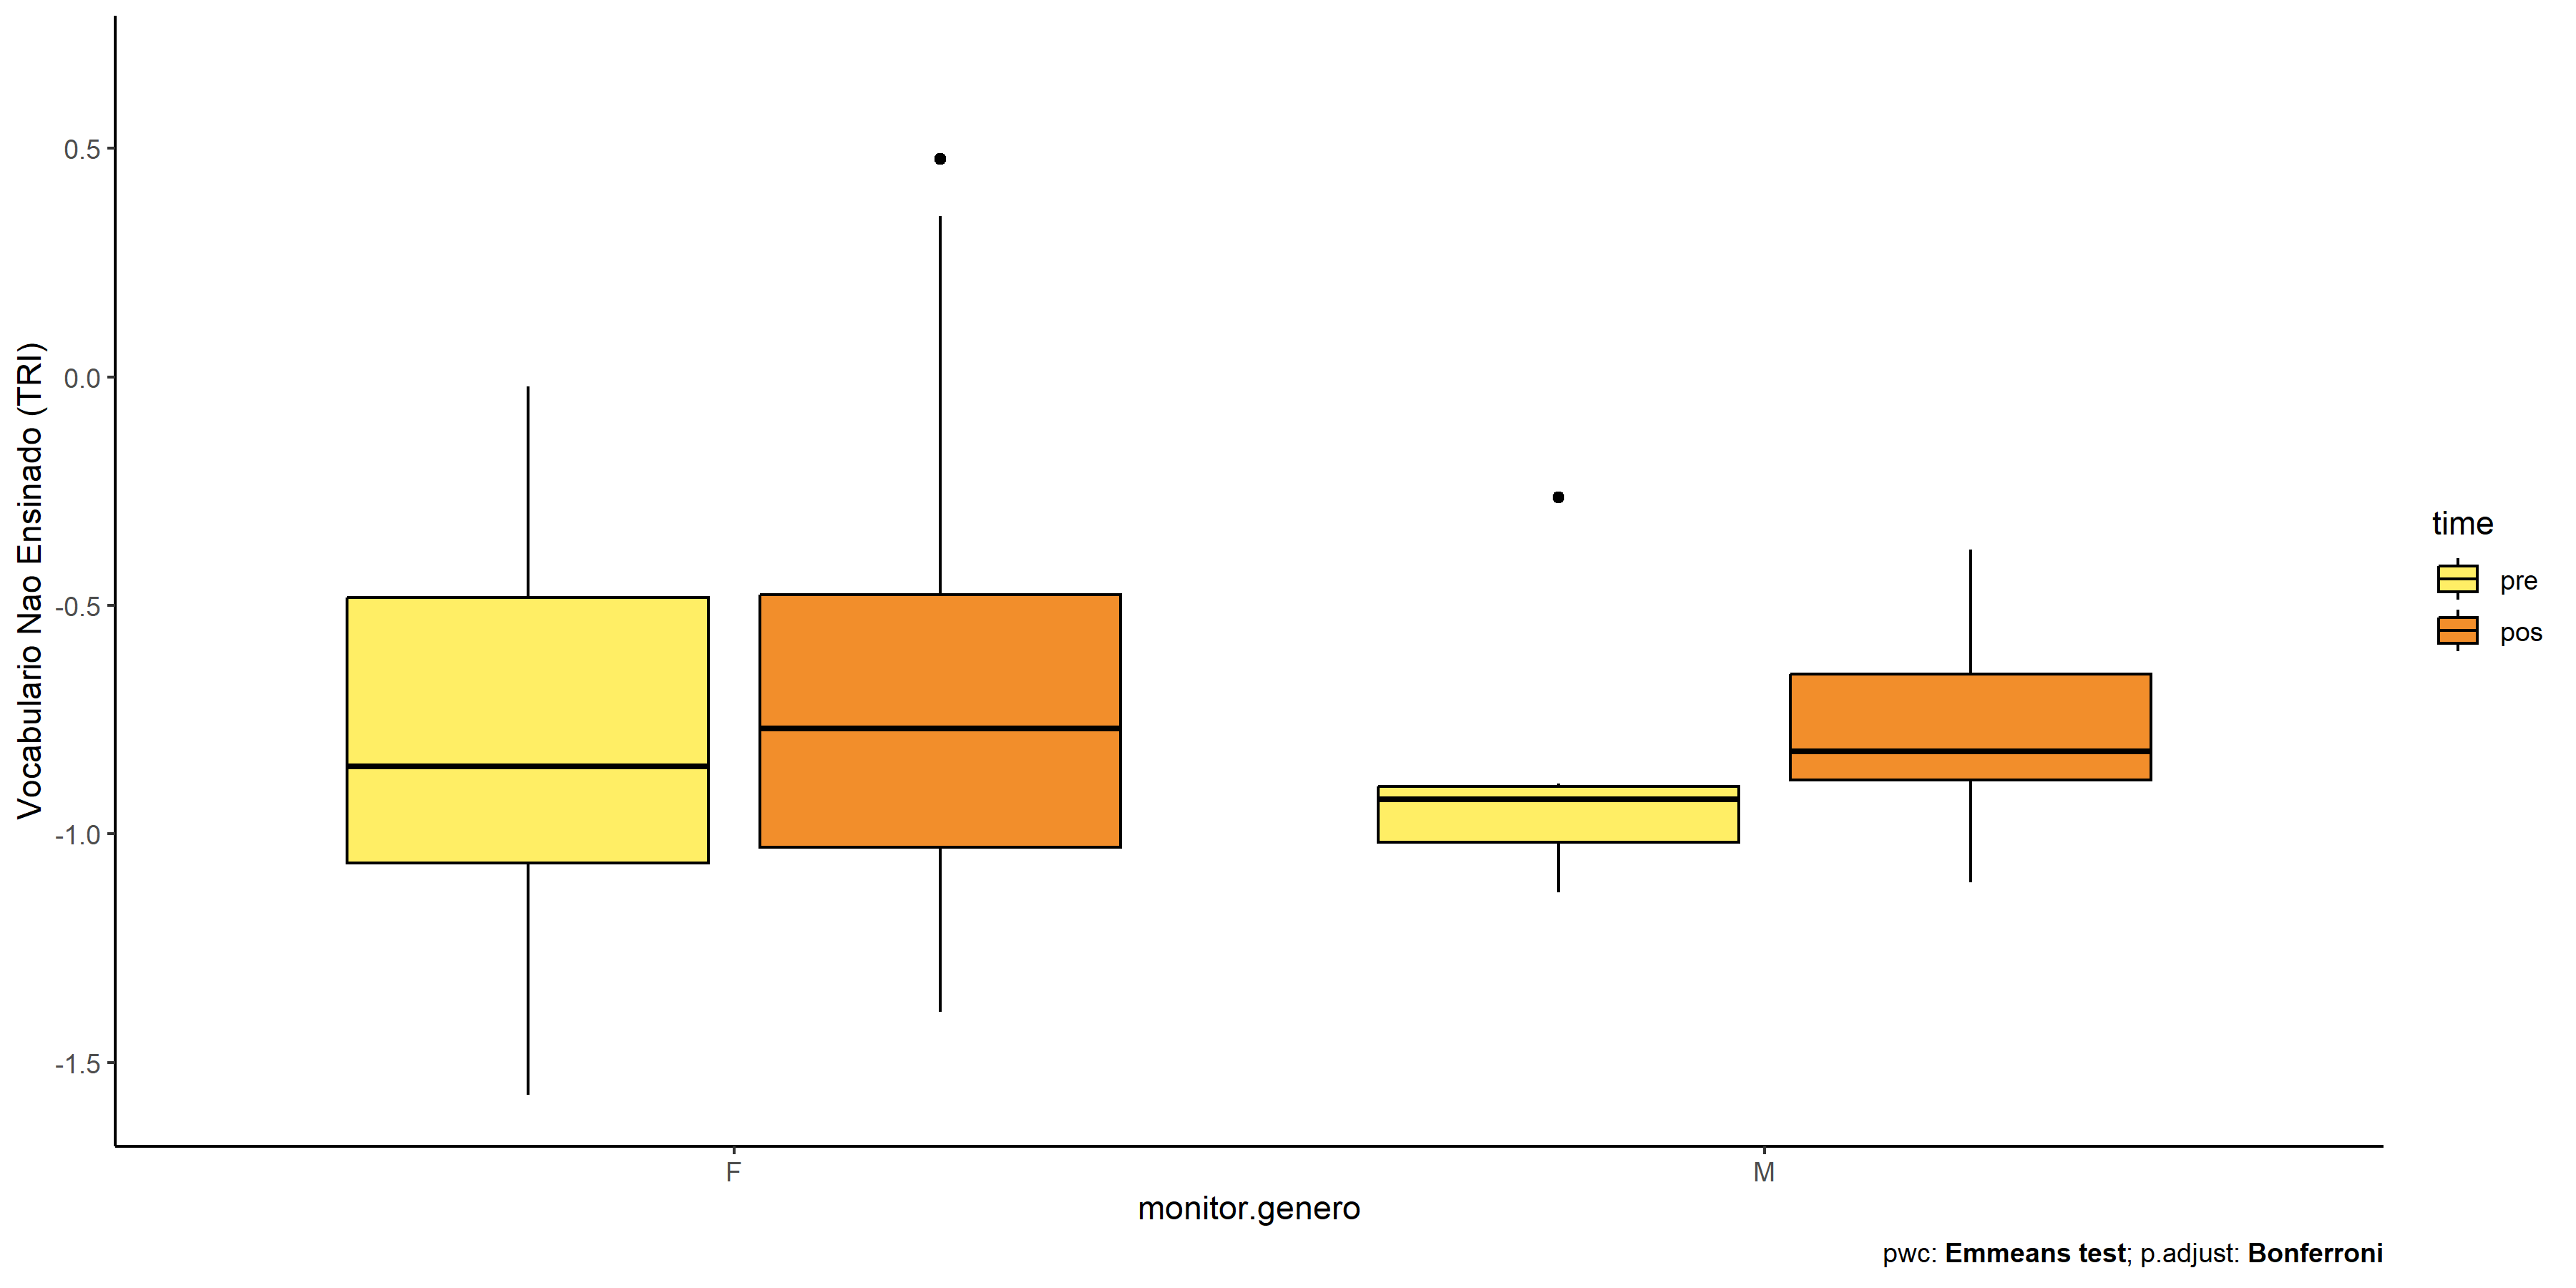 Vocabulario Nao Ensinado (TRI)
0.5
0.0
-0.5
-1.0
-1.5
F
M
monitor.genero
time
pre
pos
pwc: Emmeans test; p.adjust: Bonferroni